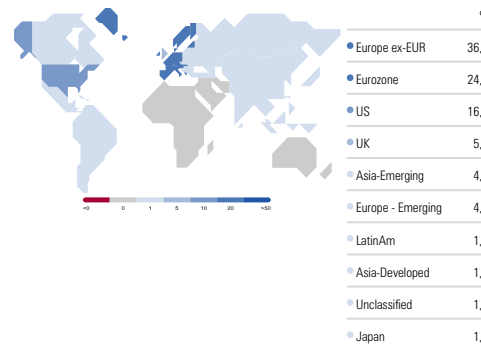 Europe ex-EUR 36,
Eurozone 24,
US 16,
UK 5,
Asia-Emerging 4,
Europe - Emerging 4,
LatinAm 1,
Asia-Developed 1,
Unclassified 1,
Japan 1,
<0 0 1 5 10 20 >50